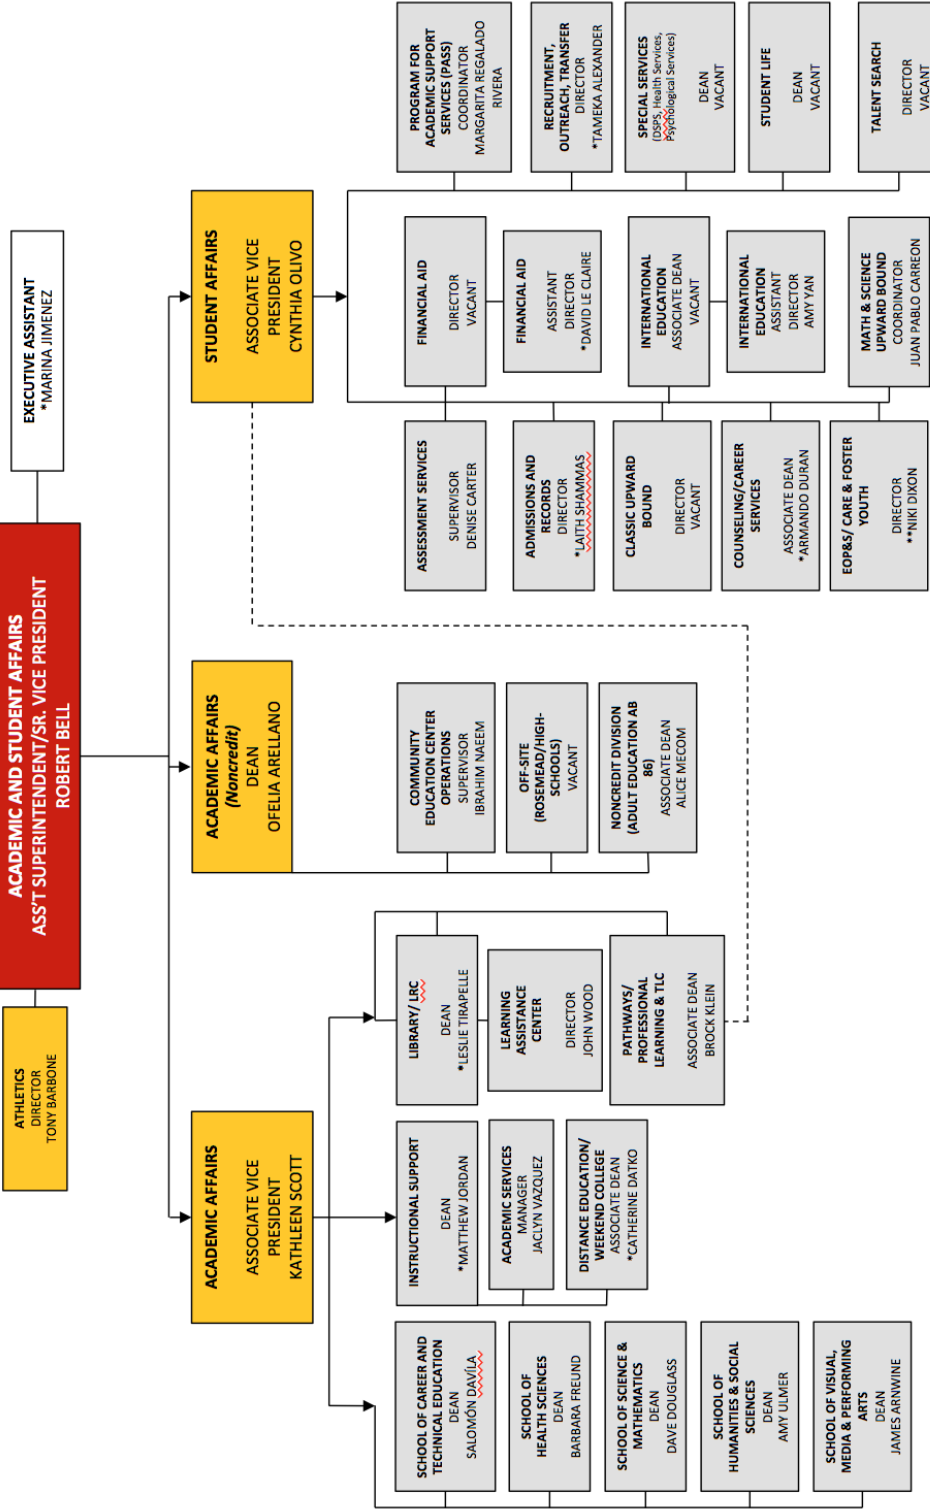 ACADEMIC AND STUDENT AFFAIRS
ASS'T SUPERINTENDENT/SR. VICE PRESIDENT
ROBERT BELL
ATHLETICS
DIRECTOR
TONY BARBONE
EXECUTIVE ASSISTANT
*MARINA JIMENEZ
ACADEMIC AFFAIRS
ASSOCIATE VICE
PRESIDENT
KATHLEEN SCOTT
ACADEMIC AFFAIRS
(Noncredit)
DEAN
OFELIA ARELLANO
STUDENT AFFAIRS
ASSOCIATE VICE
PRESIDENT
CYNTHIA OLIVO
SCHOOL OF CAREER AND
TECHNICAL EDUCATION
DEAN
SALOMÓN DAVÍLA
SCHOOL OF
HEALTH SCIENCES
DEAN
BARBARA FREUND
SCHOOL OF SCIENCE &
MATHEMATICS
DEAN
DAVE DOUGLASS
SCHOOL OF
HUMANITIES & SOCIAL
SCIENCES
DEAN
AMY ULMER
SCHOOL OF VISUAL,
MEDIA & PERFORMING
ARTS
DEAN
JAMES ARNWINE
INSTRUCTIONAL SUPPORT
DEAN
*MATTHEW JORDAN
ACADEMIC SERVICES
MANAGER
JACLYN VAZQUEZ
DISTANCE EDUCATION/
WEEKEND COLLEGE
ASSOCIATE DEAN
*CATHERINE DATKO
LIBRARY/ LRC
DEAN
*LESLIE TIRAPELLE
LEARNING
ASSISTANCE
CENTER
DIRECTOR
JOHN WOOD
PATHWAYS/
PROFESSIONAL
LEARNING & TLC
ASSOCIATE DEAN
BROCK KLEIN
COMMUNITY
EDUCATION CENTER
OPERATIONS
SUPERVISOR
IBRAHIM NAEEM
OFF-SITE
(ROSEMEAD/HIGH-
SCHOOLS)
VACANT
NONCREDIT DIVISION
(ADULT EDUCATION AB
86)
ASSOCIATE DEAN
ALICE MECOM
ASSESSMENT SERVICES
SUPERVISOR
DENISE CARTER
ADMISSIONS AND
RECORDS
DIRECTOR
*LAITH SHAMMAS
CLASSIC UPWARD
BOUND
DIRECTOR
VACANT
COUNSELING/CAREER
SERVICES
ASSOCIATE DEAN
*ARMANDO DURAN
EOP&S/ CARE & FOSTER
YOUTH
DIRECTOR
**NIKI DIXON
FINANCIAL AID
DIRECTOR
VACANT
FINANCIAL AID
ASSISTANT
DIRECTOR
*DAVID LE CLAIRE
INTERNATIONAL
EDUCATION
ASSOCIATE DEAN
VACANT
INTERNATIONAL
EDUCATION
ASSISTANT
DIRECTOR
AMY YAN
MATH & SCIENCE
UPWARD BOUND
COORDINATOR
JUAN PABLO CARREON
PROGRAM FOR
ACADEMIC SUPPORT
SERVICES (PASS)
COORDINATOR
MARGARITA REGALADO
RIVERA
RECRUITMENT,
OUTREACH, TRANSFER
DIRECTOR
*TAMEKA ALEXANDER
SPECIAL SERVICES
(DSPS, Health Services,
Psychological Services)
DEAN
VACANT
STUDENT LIFE
DEAN
VACANT
TALENT SEARCH
DIRECTOR
VACANT